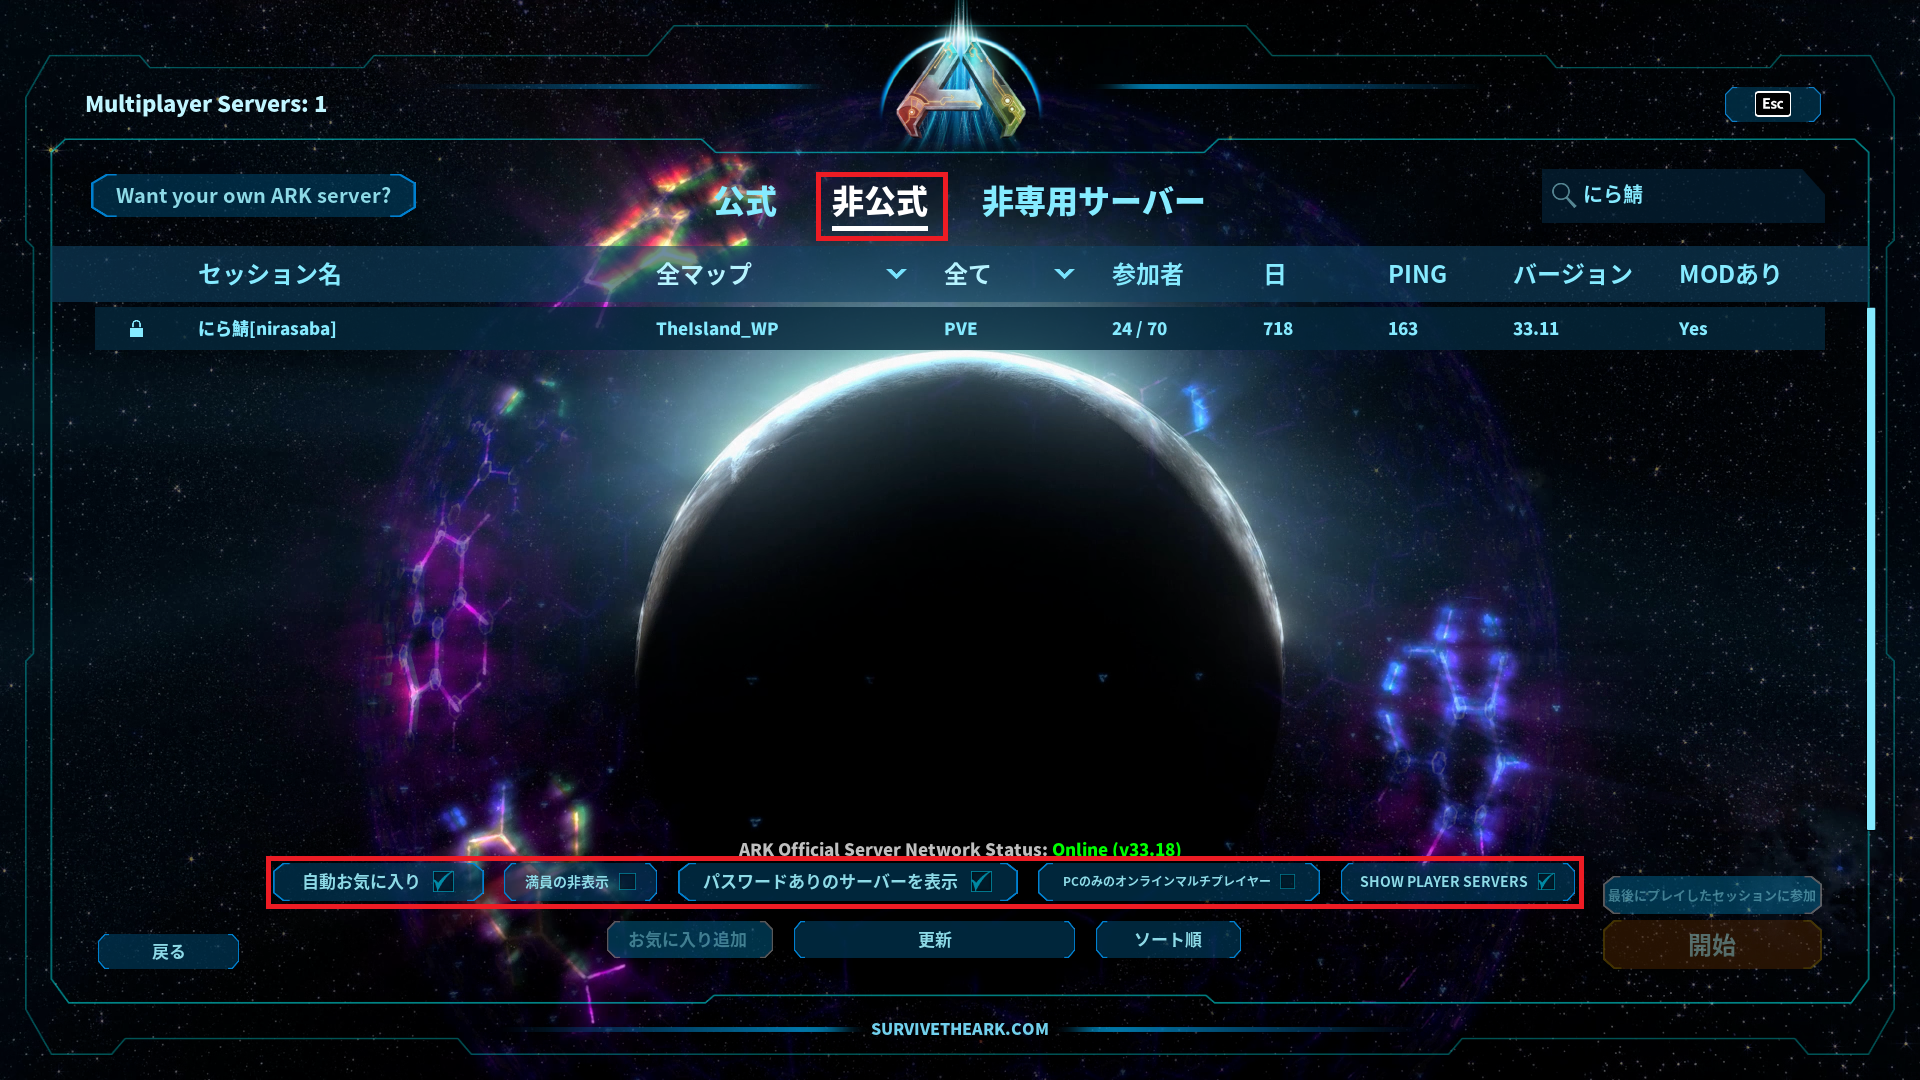 Multiplayer Servers: 1
Esc
Want your own ARK server?
公式 非公式 非専用サーバー
にら鯖
セッション名 全マップ 全て 参加者 日 PING バージョン MODあり
にら鯖[nirasaba] TheIsland_WP PVE 24 / 70 718 163 33.11 Yes
ARK Official Server Network Status: Online (v33.18)
自動お気に入り 満員の非表示 パスワードありのサーバーを表示 PCのみのオンラインマルチプレイヤー SHOW PLAYER SERVERS
最後にプレイしたセッションに参加
お気に入り追加 更新 ソート順
戻る
開始
SURVIVETHEARK.COM